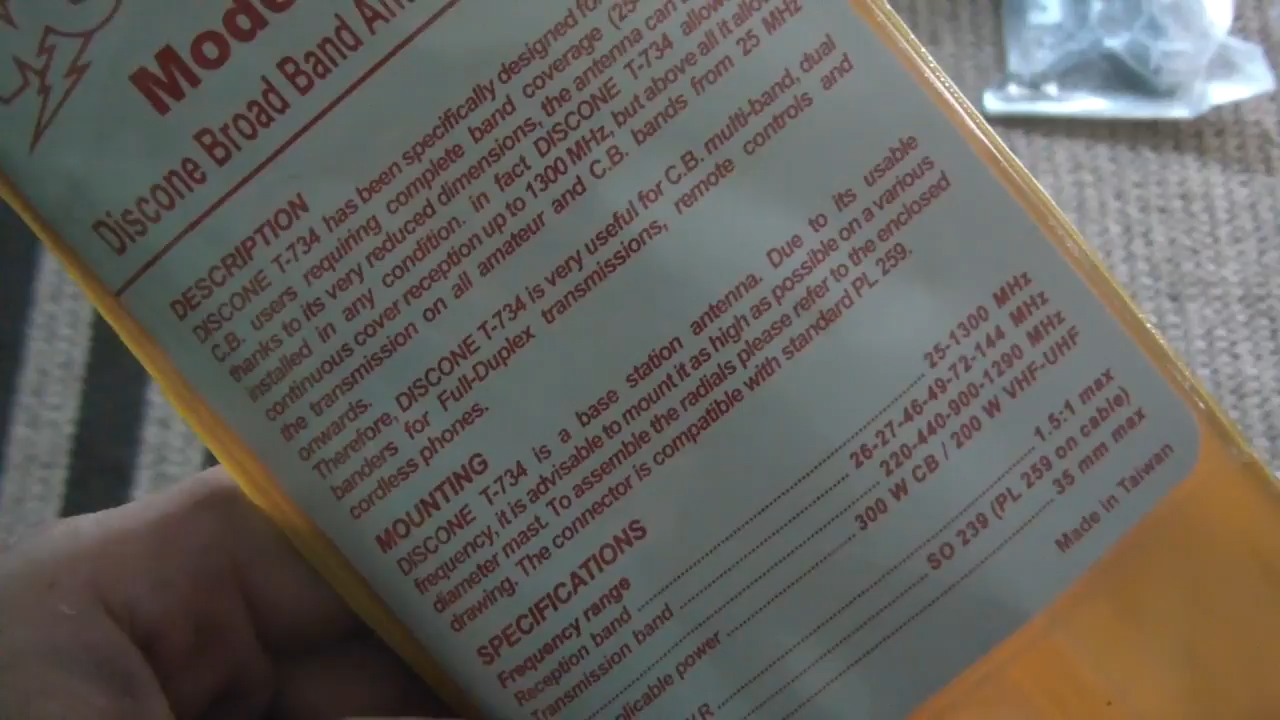 Mode
Discone Broad Band An
DESCRIPTION
DISCONE T-734 has been specifically designed for
C.B. users requiring complete band coverage (25-
thanks to its very reduced dimensions, the antenna can
installed in any condition. in fact DISCONE T-734 allow
continuous cover reception up to 1300 MHz, but above all it allow
the transmission on all amateur and C.B. bands from 25 MHz
onwards.
Therefore, DISCONE T-734 is very useful for C.B. multi-band, dual
banders for Full-Duplex transmissions, remote controls and
cordless phones.
MOUNTING
DISCONE T-734 is a base station antenna. Due to its usable
frequency, it is advisable to mount it as high as possible on a various
diameter mast. To assemble the radials please refer to the enclosed
drawing. The connector is compatible with standard PL 259.
SPECIFICATIONS
Frequency range
Reception band 25-1300 MHz
Transmission band 26-27-46-49-72-144 MHz
220-440-900-1290 MHz
plicable power 300 W CB / 200 W VHF-UHF
.R 1.5:1 max
SO 239 (PL 259 on cable)
35 mm max
Made in Taiwan